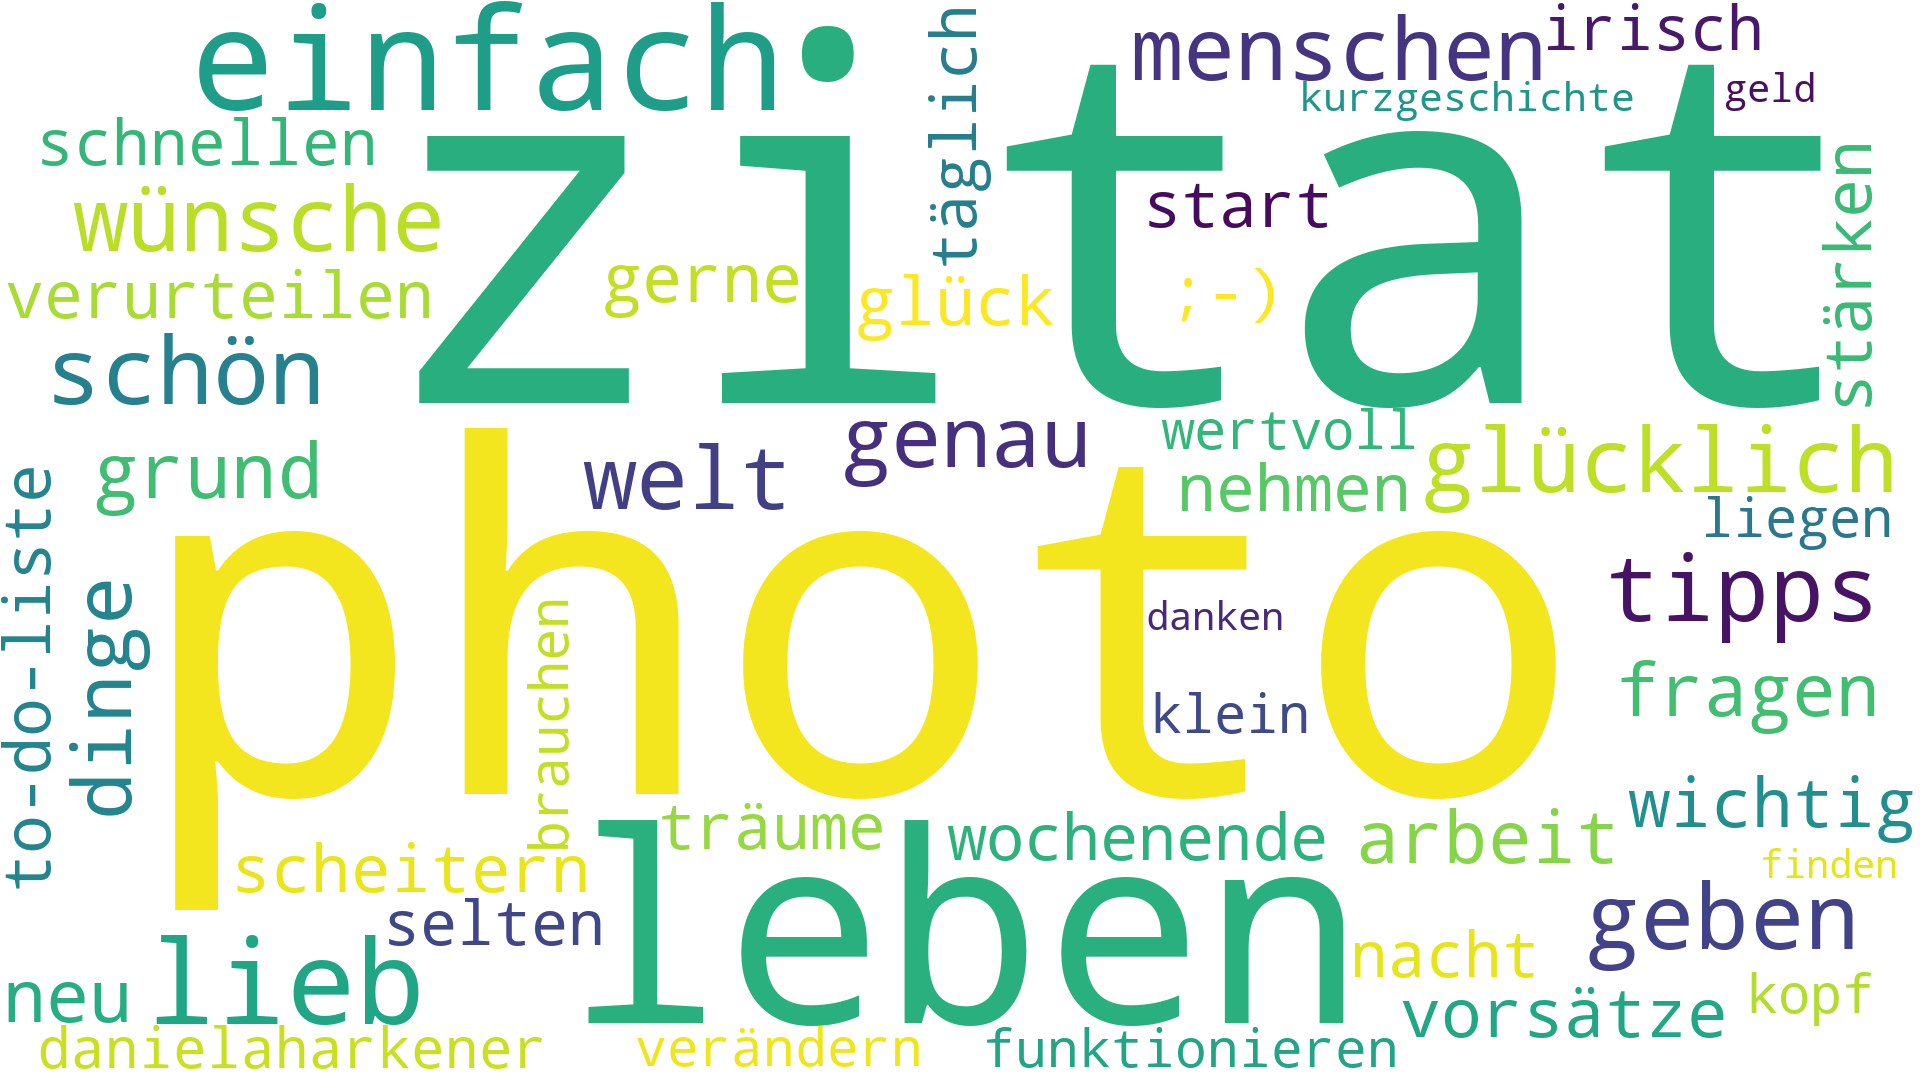 einfach
täglich
menschen
irisch
kurzgeschichte
geld
schnellen
zitat
wünsche
start
stärken
verurteilen
gerne
glück
;-)
schön
genau
wertvoll
glücklich
grund
welt
nehmen
liegen
to-do-liste
dinge
photo
tipps
brauchen
danken
klein
fragen
träume
wochenende
arbeit
wichtig
scheitern
leben
finden
selten
geben
neu
lieb
nacht
kopf
vorsätze
danielaharkener
verändern
funktionieren